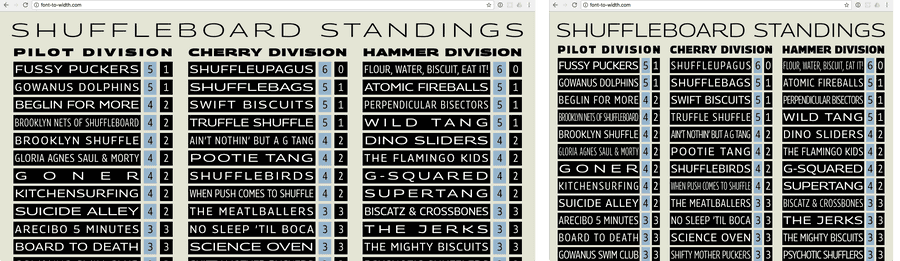 font-to-width.com
SHUFFLEBOARD STANDINGS
PILOT DIVISION CHERRY DIVISION HAMMER DIVISION
FUSSY PUCKERS 5 1 SHUFFLEUPAGUS 6 0 FLOUR, WATER, BISCUIT, EAT IT! 6 0
GOWANUS DOLPHINS 5 1 SHUFFLEBAGS 5 1 ATOMIC FIREBALLS 5 1
BEGLIN FOR MORE 4 2 SWIFT BISCUITS 5 1 PERPENDICULAR BISECTORS 5 1
BROOKLYN NETS OF SHUFFLEBOARD 4 2 TRUFFLE SHUFFLE 5 1 WILD TANG 5 1
BROOKLYN SHUFFLE 4 2 AIN'T NOTHIN' BUT A G TANG 4 2 DINO SLIDERS 4 2
GLORIA AGNES SAUL & MORTY 4 2 POOTIE TANG 4 2 THE FLAMINGO KIDS 4 2
GONER 4 2 SHUFFLEBIRDS 4 2 G-SQUARED 4 2
KITCHENSURFING 4 2 WHEN PUSH COMES TO SHUFFLE 4 2 SUPERTANG 4 2
SUICIDE ALLEY 4 2 THE MEATBALLERS 3 3 BISCATZ & CROSSBONES 3 3
ARECIBO 5 MINUTES 3 3 NO SLEEP 'TIL BOCA 3 3 THE JERKS 3 3
BOARD TO DEATH 3 3 SCIENCE OVEN 3 3 THE MIGHTY BISCUITS 3 3
font-to-width.com
SHUFFLEBOARD STANDINGS
PILOT DIVISION CHERRY DIVISION HAMMER DIVISION
FUSSY PUCKERS 5 1 SHUFFLEUPAGUS 6 0 FLOUR, WATER, BISCUIT, EAT IT! 6 0
GOWANUS DOLPHINS 5 1 SHUFFLEBAGS 5 1 ATOMIC FIREBALLS 5 1
BEGLIN FOR MORE 4 2 SWIFT BISCUITS 5 1 PERPENDICULAR BISECTORS 5 1
BROOKLYN NETS OF SHUFFLEBOARD 4 2 TRUFFLE SHUFFLE 5 1 WILD TANG 5 1
BROOKLYN SHUFFLE 4 2 AIN'T NOTHIN' BUT A G TANG 4 2 DINO SLIDERS 4 2
GLORIA AGNES SAUL & MORTY 4 2 POOTIE TANG 4 2 THE FLAMINGO KIDS 4 2
GONER 4 2 SHUFFLEBIRDS 4 2 G-SQUARED 4 2
KITCHENSURFING 4 2 WHEN PUSH COMES TO SHUFFLE 4 2 SUPERTANG 4 2
SUICIDE ALLEY 4 2 THE MEATBALLERS 3 3 BISCATZ & CROSSBONES 3 3
ARECIBO 5 MINUTES 3 3 NO SLEEP 'TIL BOCA 3 3 THE JERKS 3 3
BOARD TO DEATH 3 3 SCIENCE OVEN 3 3 THE MIGHTY BISCUITS 3 3
GOWANUS SWIM CLUB 3 3 SHIFTY MOTHER PUCKERS 3 3 PSYCHOTIC SHUFFLERS 3 3